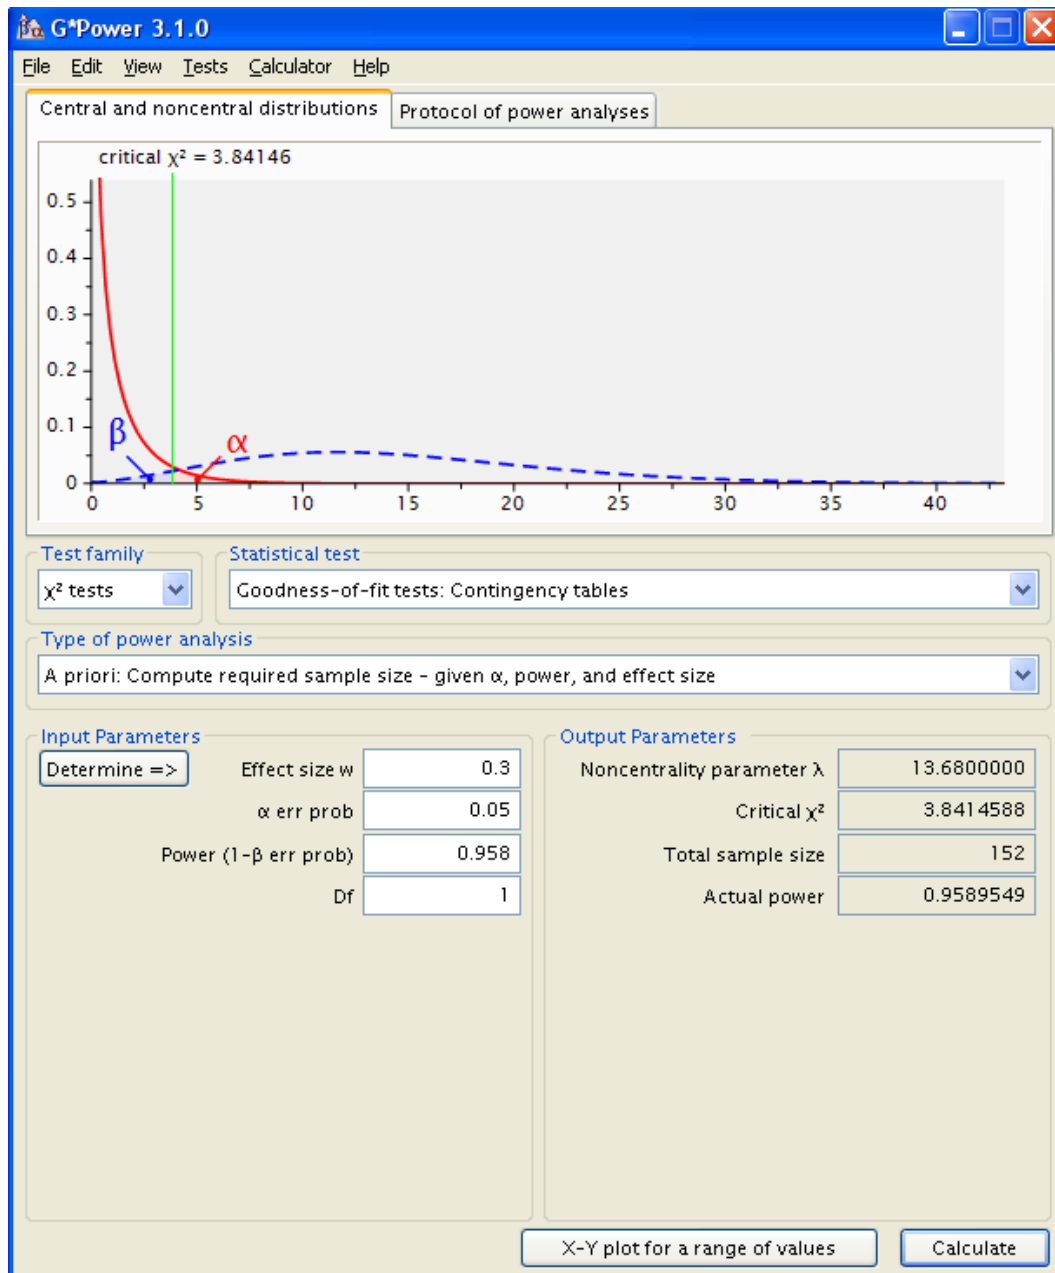 G*Power 3.1.0
File Edit View Tests Calculator Help
Central and noncentral distributions Protocol of power analyses
critical χ² = 3.84146
0.5
0.4
0.3
0.2
0.1
0
β α
0 5 10 15 20 25 30 35 40
Test family Statistical test
χ² tests Goodness-of-fit tests: Contingency tables
Type of power analysis
A priori: Compute required sample size - given α, power, and effect size
Input Parameters Output Parameters
Determine => Effect size w 0.3 Noncentrality parameter λ 13.6800000
α err prob 0.05 Critical χ² 3.8414588
Power (1-β err prob) 0.958 Total sample size 152
Df 1 Actual power 0.9589549
X-Y plot for a range of values Calculate